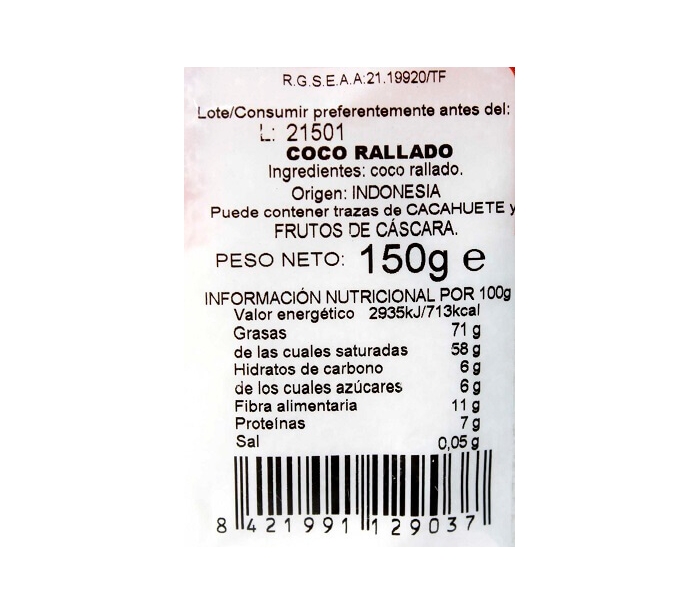 R.G.S.E.A.A:21.19920/TF
Lote/Consumir preferentemente antes del:
L: 21501
COCO RALLADO
Ingredientes: coco rallado.
Origen: INDONESIA
Puede contener trazas de CACAHUETE y
FRUTOS DE CÁSCARA.
PESO NETO: 150g e
INFORMACIÓN NUTRICIONAL POR 100g
Valor energético 2935kJ/713kcal
Grasas 71 g
de las cuales saturadas 58 g
Hidratos de carbono 6 g
de los cuales azúcares 6 g
Fibra alimentaria 11 g
Proteínas 7 g
Sal 0,05 g
8 421991 129037